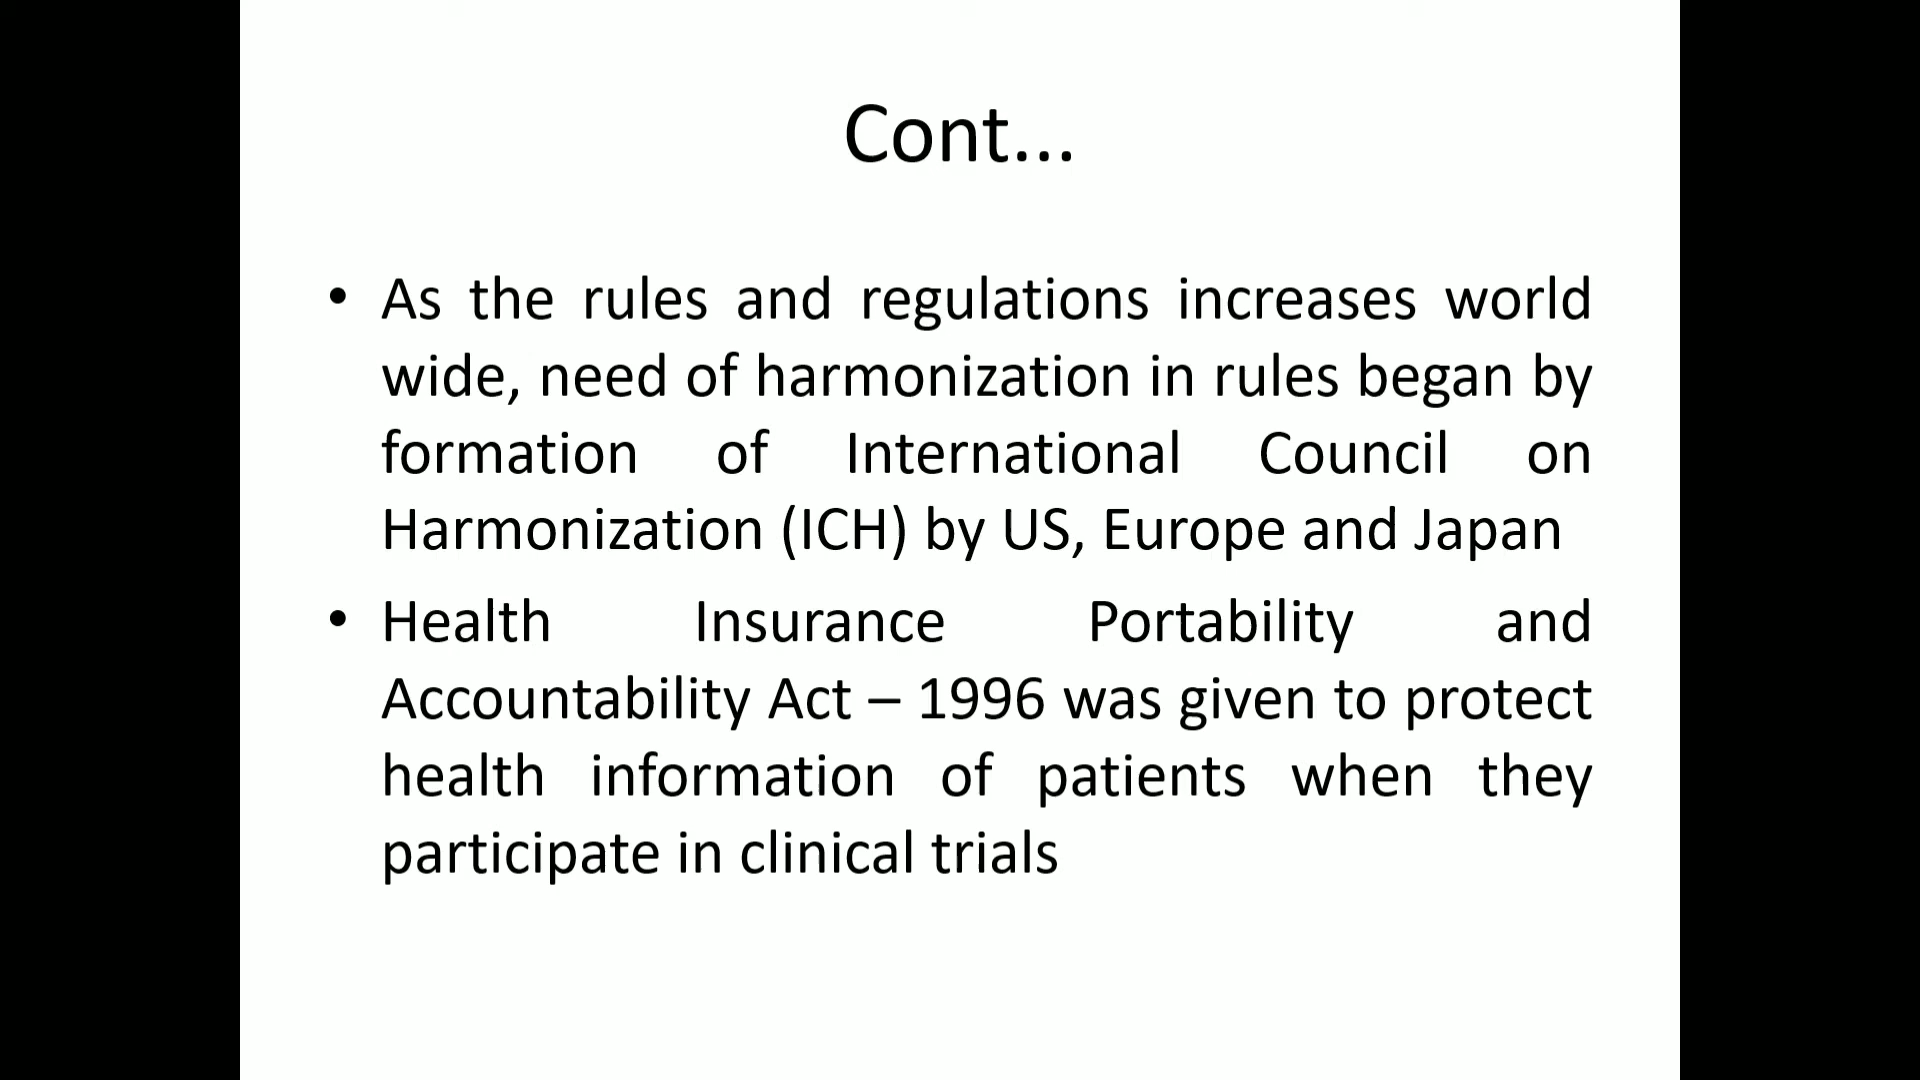 Cont...
• As the rules and regulations increases world
wide, need of harmonization in rules began by
formation of International Council on
Harmonization (ICH) by US, Europe and Japan
• Health Insurance Portability and
Accountability Act – 1996 was given to protect
health information of patients when they
participate in clinical trials